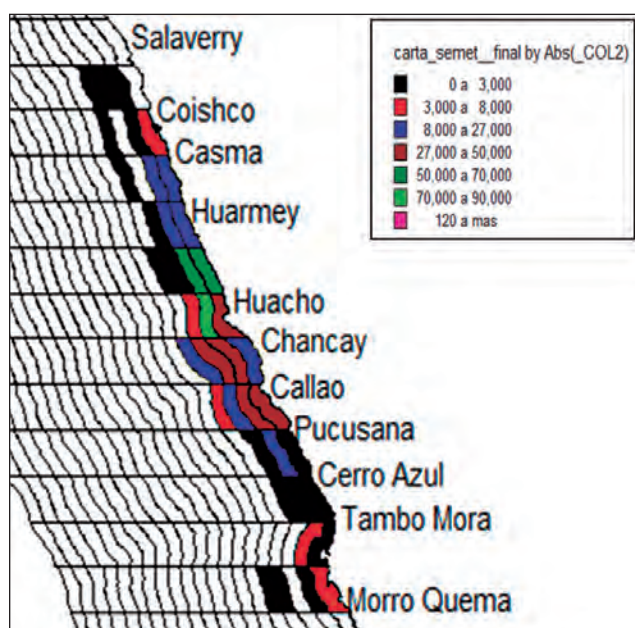 Salaverry
Coishco
Casma
Huarmey
Huacho
Chancay
Callao
Pucusana
Cerro Azul
Tambo Mora
Morro Quema
carta_semet__final by Abs(_COL2)
0 a 3,000
3,000 a 8,000
8,000 a 27,000
27,000 a 50,000
50,000 a 70,000
70,000 a 90,000
120 a mas